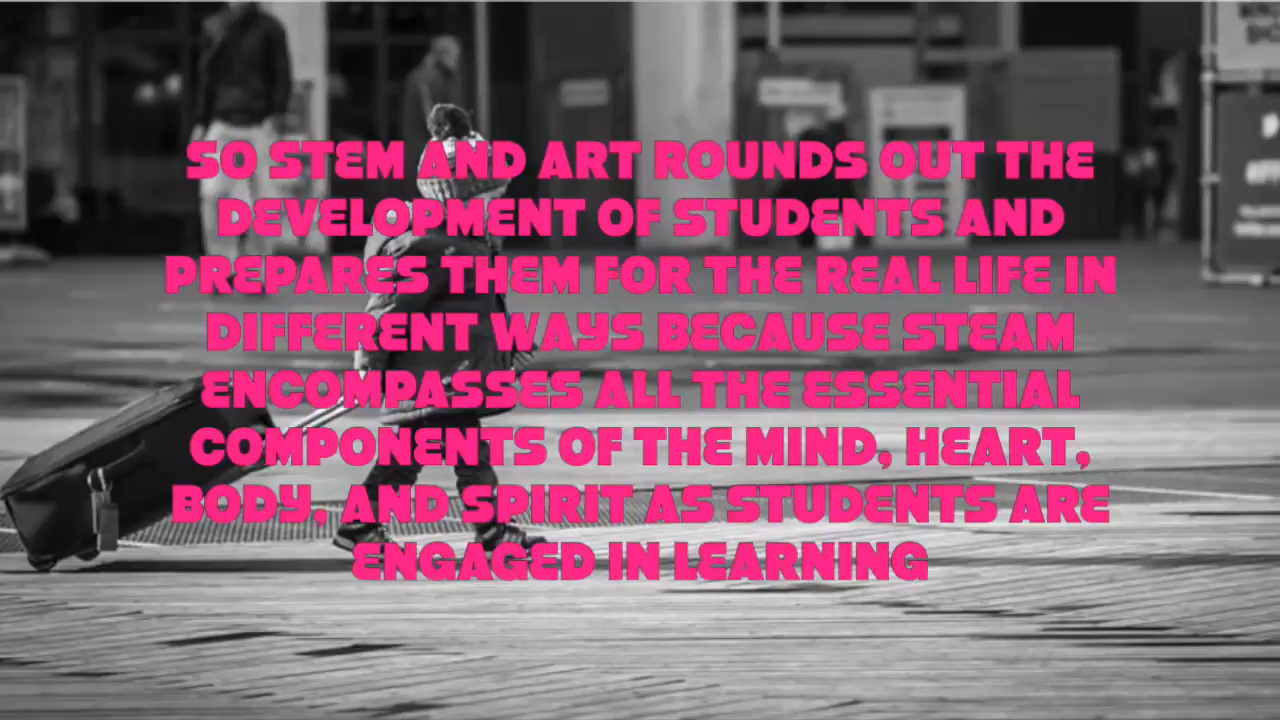 SO STEM AND ART ROUNDS OUT THE
DEVELOPMENT OF STUDENTS AND
PREPARES THEM FOR THE REAL LIFE IN
DIFFERENT WAYS BECAUSE STEAM
ENCOMPASSES ALL THE ESSENTIAL
COMPONENTS OF THE MIND, HEART,
BODY, AND SPIRIT AS STUDENTS ARE
ENGAGED IN LEARNING